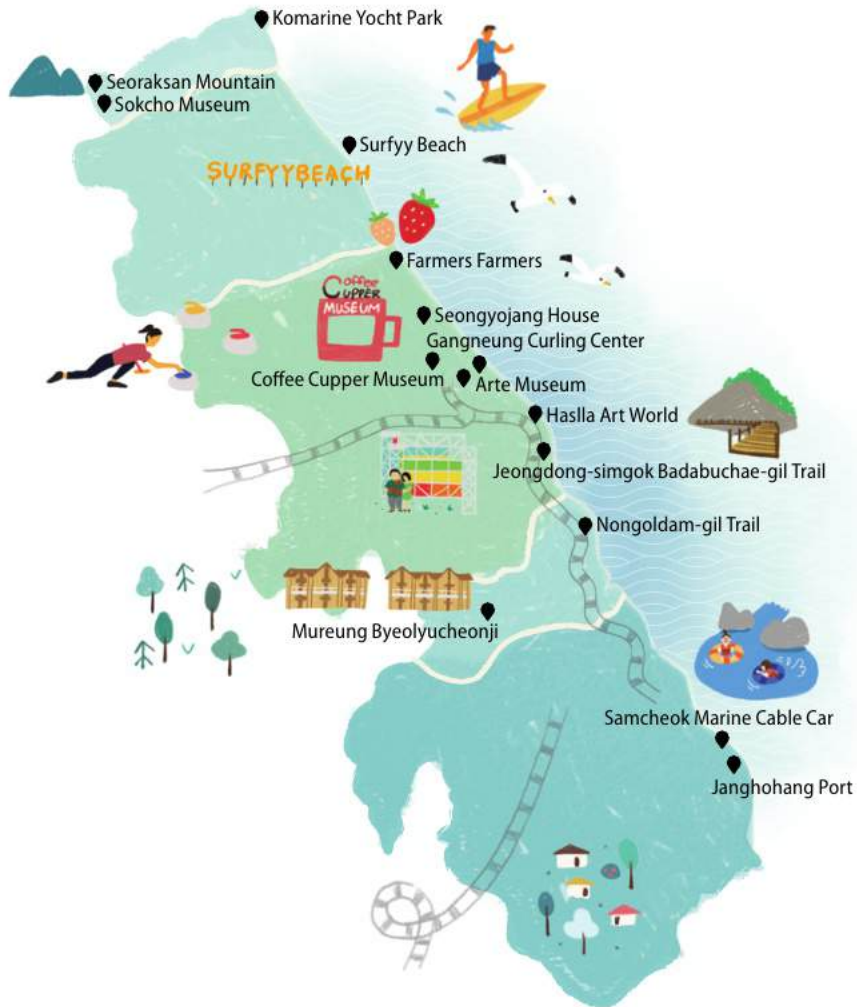 Komarine Yocht Park
Seoraksan Mountain
Sokcho Museum
Surfyy Beach
SURFYYBEACH
Farmers Farmers
Coffee
CUPPER
MUSEUM
Seongyojang House
Gangneung Curling Center
Coffee Cupper Museum
Arte Museum
Haslla Art World
Jeongdong-simgok Badabuchae-gil Trail
Nongoldam-gil Trail
Mureung Byeolyucheonji
Samcheok Marine Cable Car
Janghohang Port